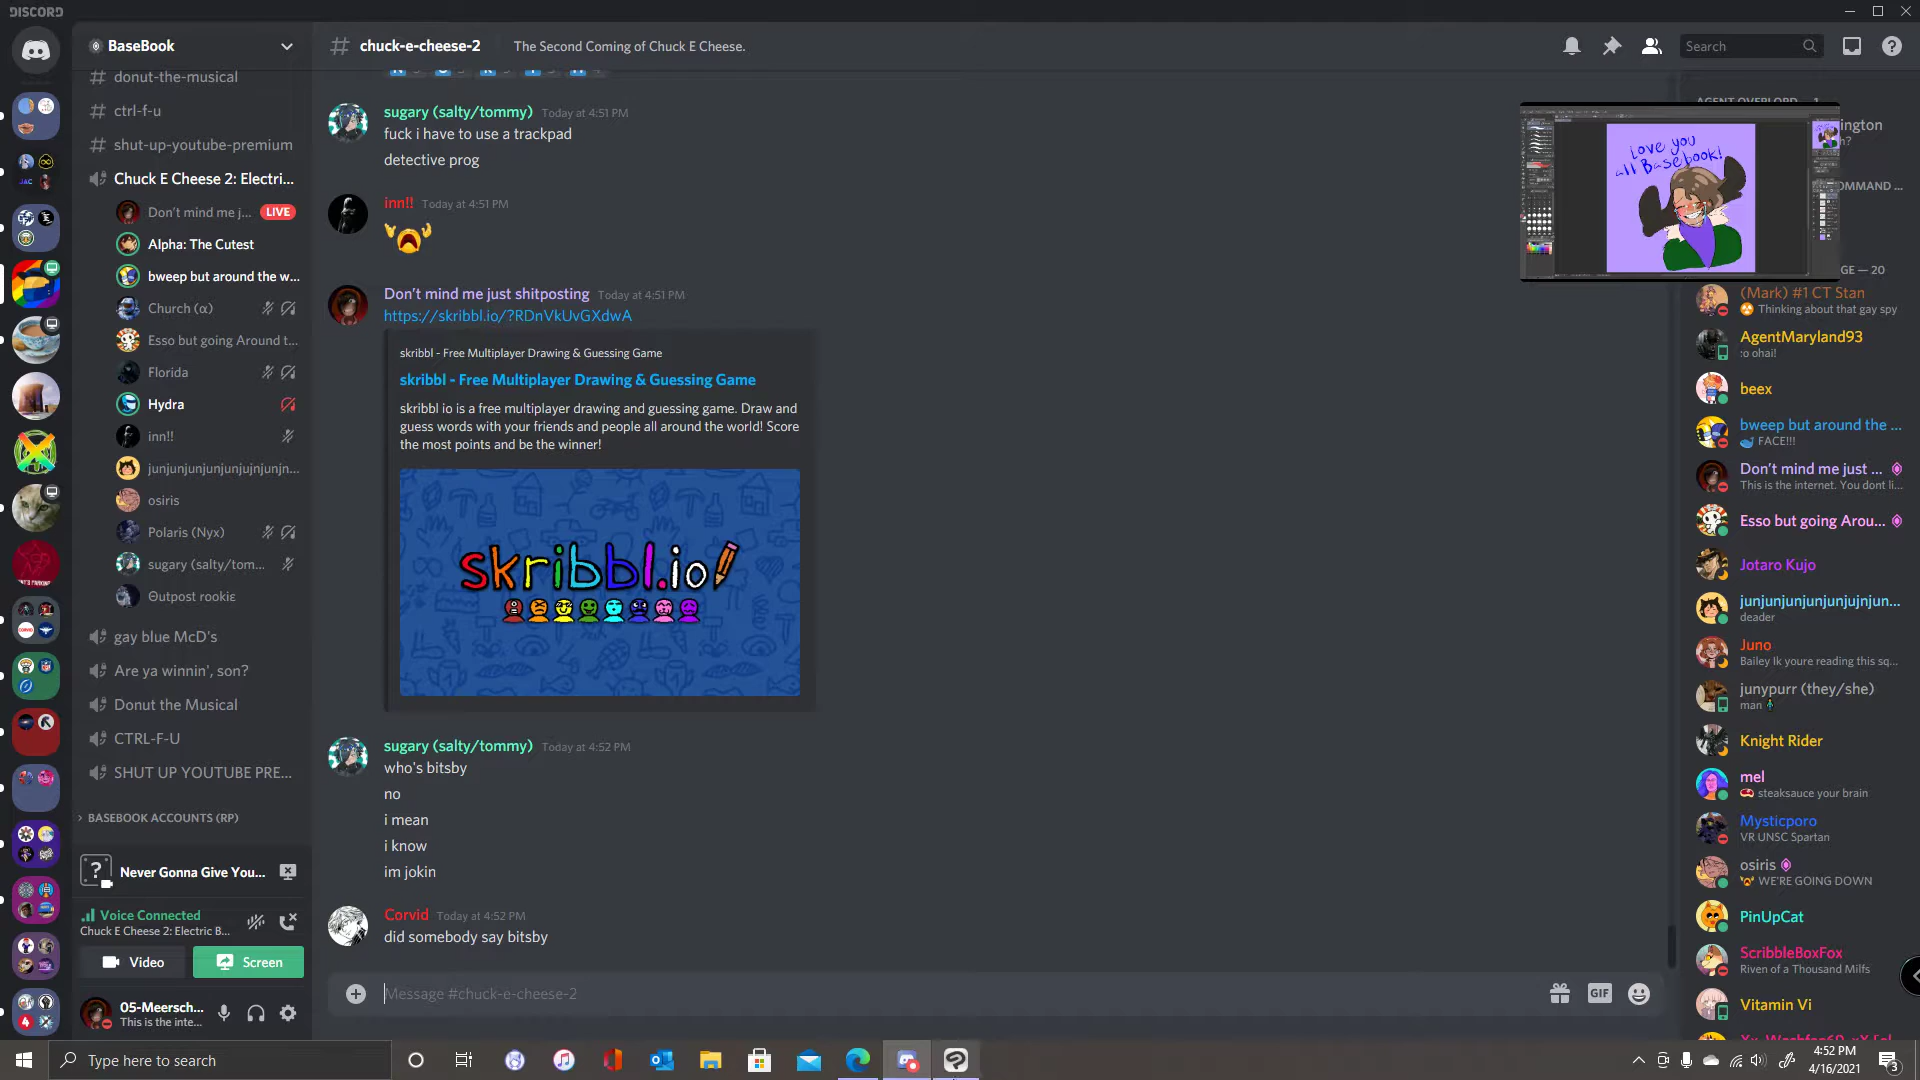 DISCORD
BaseBook
donut-the-musical
ctrl-f-u
shut-up-youtube-premium
Chuck E Cheese 2: Electri...
Don't mind me j...
LIVE
Alpha: The Cutest
bweep but around the w...
Church (α)
Esso but going Around t...
Florida
Hydra
inn!!
junjunjunjunjunjujnjunjn...
osiris
Polaris (Nyx)
sugary (salty/tom...
Θutpost rookiε
gay blue McD's
Are ya winnin', son?
Donut the Musical
CTRL-F-U
SHUT UP YOUTUBE PRE...
BASEBOOK ACCOUNTS (RP)
Never Gonna Give You...
Voice Connected
Chuck E Cheese 2: Electric B...
Video
Screen
05-Meersch...
This is the inte...
chuck-e-cheese-2
The Second Coming of Chuck E Cheese.
Search
sugary (salty/tommy) Today at 4:51 PM
fuck i have to use a trackpad
detective prog
inn!! Today at 4:51 PM
Don't mind me just shitposting Today at 4:51 PM
https://skribbl.io/?RDnVkUvGXdwA
skribbl - Free Multiplayer Drawing & Guessing Game
skribbl - Free Multiplayer Drawing & Guessing Game
skribbl io is a free multiplayer drawing and guessing game. Draw and
guess words with your friends and people all around the world! Score
the most points and be the winner!
skribbl.io
sugary (salty/tommy) Today at 4:52 PM
who's bitsby
no
i mean
i know
im jokin
Corvid Today at 4:52 PM
did somebody say bitsby
Message #chuck-e-cheese-2
GIF
Love you
all Basebook!
ington
OMMAND ...
GE — 20
(Mark) #1 CT Stan
Thinking about that gay spy
AgentMaryland93
:o ohai!
beex
bweep but around the ...
FACE!!!
Don't mind me just ...
This is the internet. You dont li...
Esso but going Arou...
Jotaro Kujo
junjunjunjunjunjujnjun...
deader
Juno
Bailey Ik youre reading this sq...
junypurr (they/she)
man
Knight Rider
mel
steaksauce your brain
Mysticporo
VR UNSC Spartan
osiris
WE'RE GOING DOWN
PinUpCat
ScribbleBoxFox
Riven of a Thousand Milfs
Vitamin Vi
Type here to search
4:52 PM
4/16/2021
3